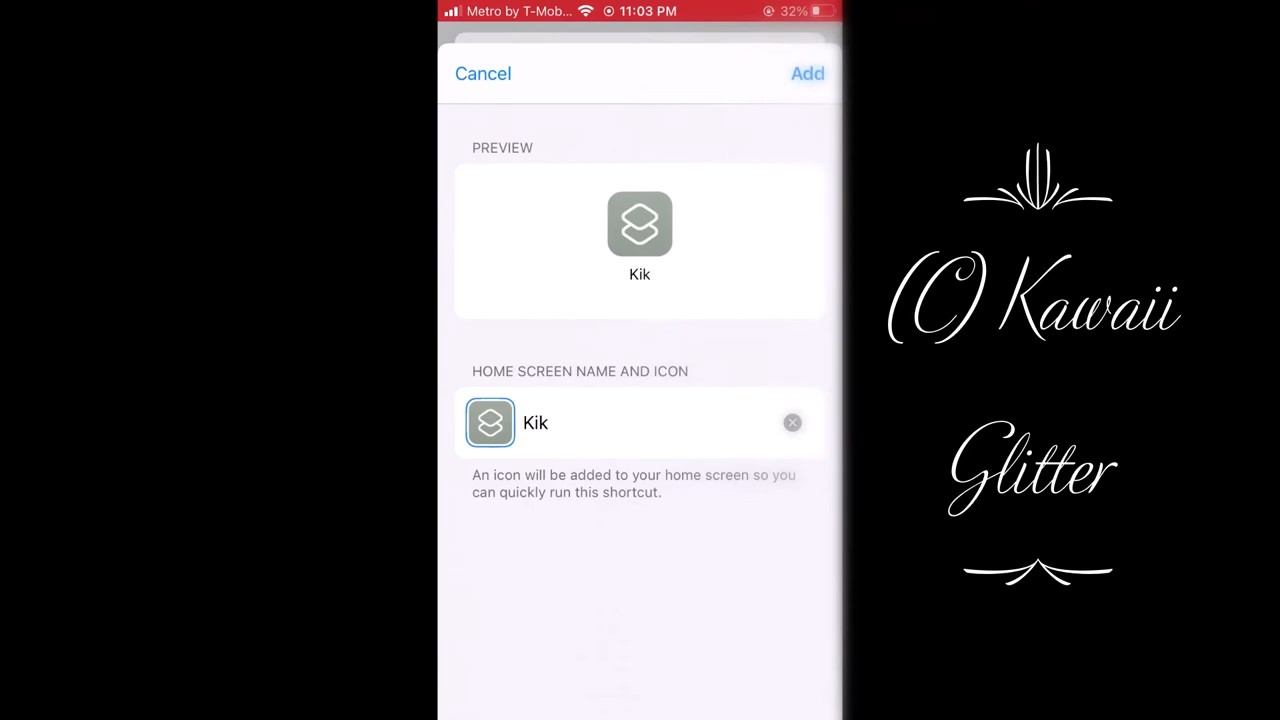 Metro by T-Mob... 11:03 PM 32%
Cancel Add
PREVIEW
Kik
HOME SCREEN NAME AND ICON
Kik
An icon will be added to your home screen so you
can quickly run this shortcut.
(C) Kawaii
Glitter